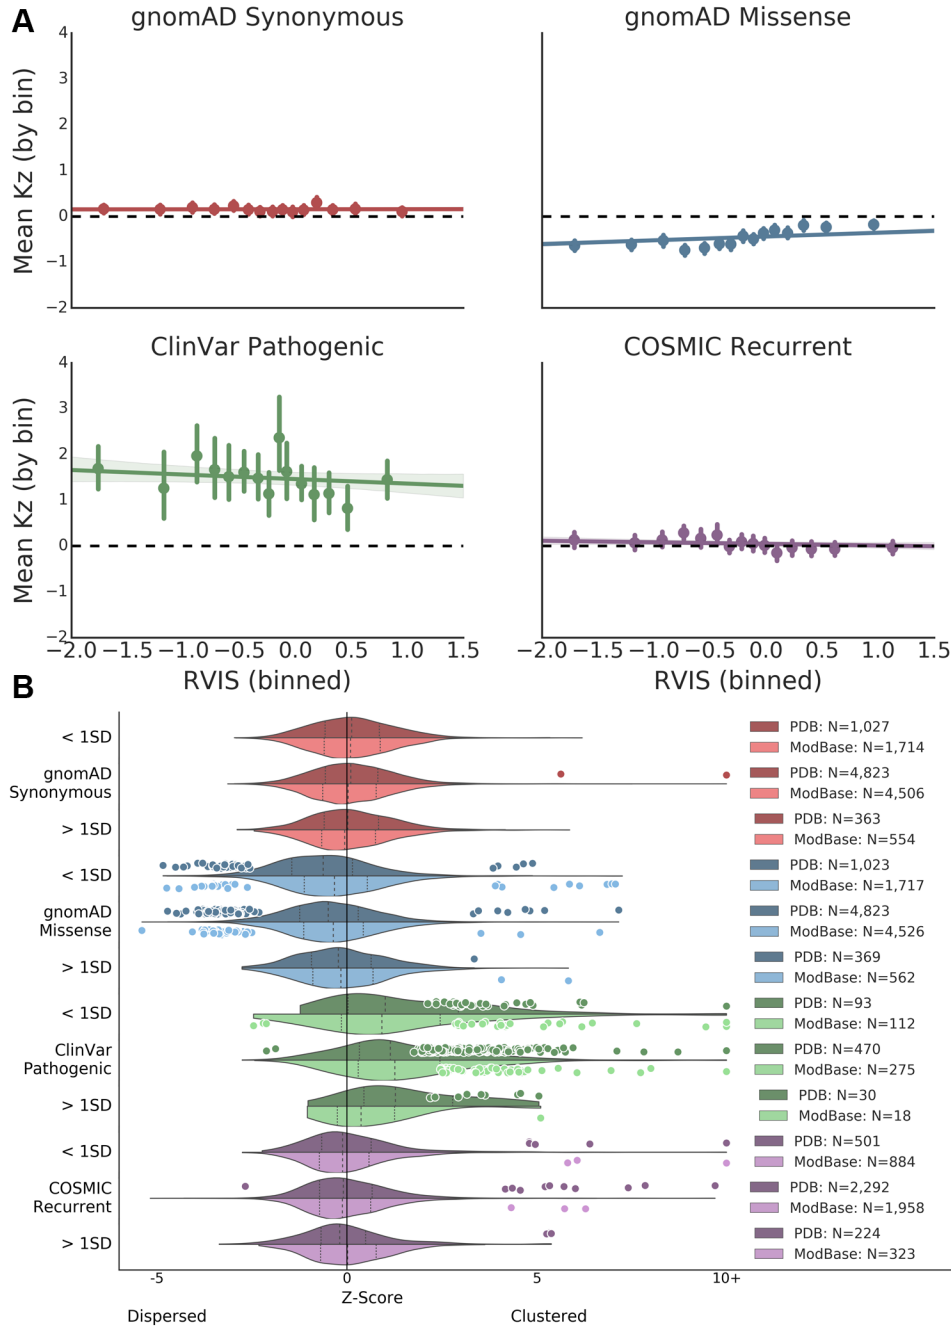 A
gnomAD Synonymous
gnomAD Missense
Mean Kz (by bin)
4
3
2
1
0
−1
−2
ClinVar Pathogenic
COSMIC Recurrent
Mean Kz (by bin)
4
3
2
1
0
−1
−2
−2.0 −1.5 −1.0 −0.5 0.0 0.5 1.0 1.5
−2.0 −1.5 −1.0 −0.5 0.0 0.5 1.0 1.5
RVIS (binned)
RVIS (binned)
B
< 1SD
PDB: N=1,027
ModBase: N=1,714
gnomAD
Synonymous
PDB: N=4,823
ModBase: N=4,506
> 1SD
PDB: N=363
ModBase: N=554
< 1SD
PDB: N=1,023
ModBase: N=1,717
gnomAD
Missense
PDB: N=4,823
ModBase: N=4,526
> 1SD
PDB: N=369
ModBase: N=562
< 1SD
PDB: N=93
ModBase: N=112
ClinVar
Pathogenic
PDB: N=470
ModBase: N=275
> 1SD
PDB: N=30
ModBase: N=18
< 1SD
PDB: N=501
ModBase: N=884
COSMIC
Recurrent
PDB: N=2,292
ModBase: N=1,958
> 1SD
PDB: N=224
ModBase: N=323
-5 0 5 10+
Z-Score
Dispersed
Clustered